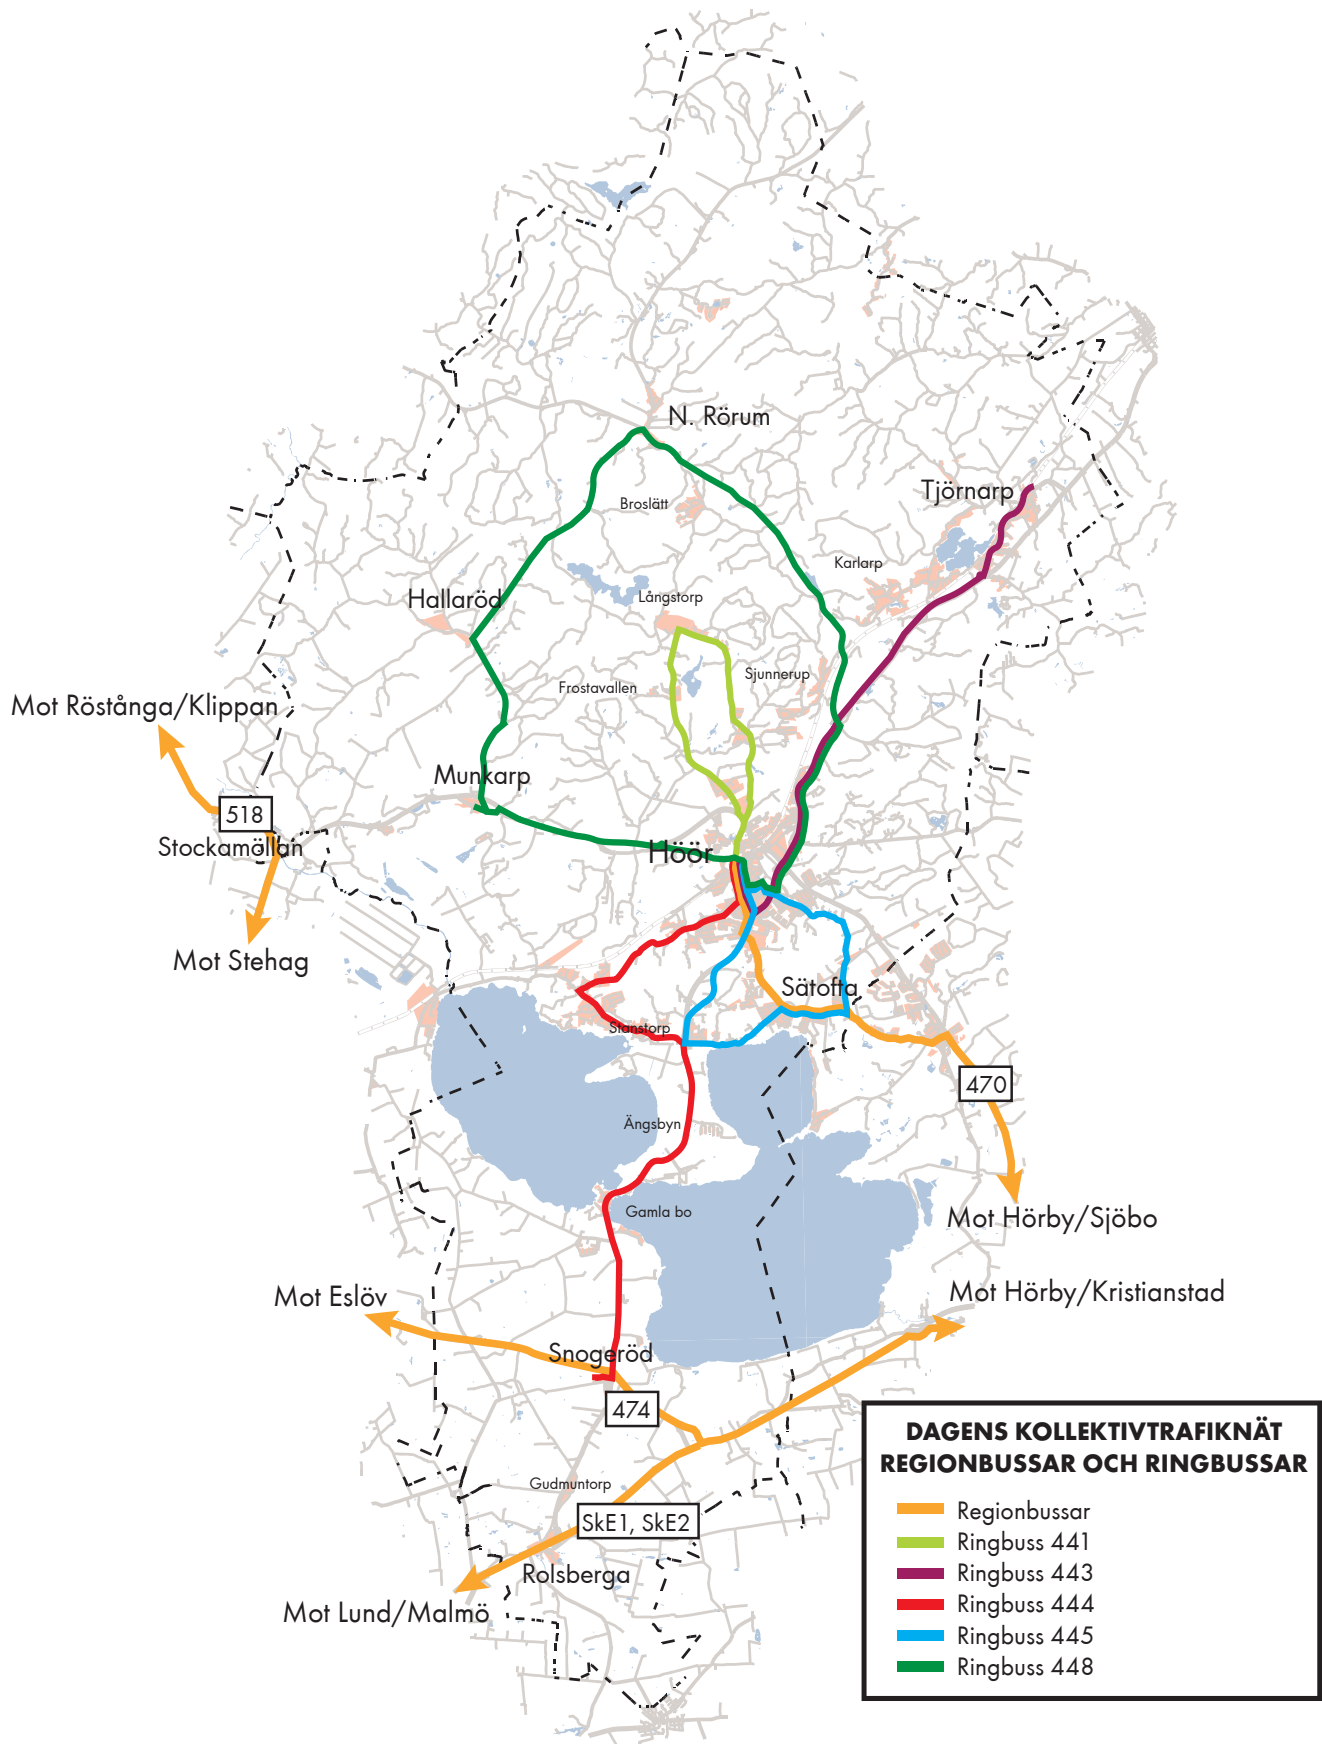 N. Rörum
Tjörnarp
Broslätt
Karlarp
Hallaröd
Långstorp
Sjunnerup
Frostavallen
Mot Röstånga/Klippan
Munkarp
518
Stockamöllan
Höör
Mot Stehag
Sätofta
Stanstorp
470
Ängsbyn
Gamla bo
Mot Hörby/Sjöbo
Mot Eslöv
Mot Hörby/Kristianstad
Snogeröd
474
Gudmuntorp
SkE1, SkE2
Rolsberga
Mot Lund/Malmö
DAGENS KOLLEKTIVTRAFIKNÄT
REGIONBUSSAR OCH RINGBUSSAR
Regionbussar
Ringbuss 441
Ringbuss 443
Ringbuss 444
Ringbuss 445
Ringbuss 448